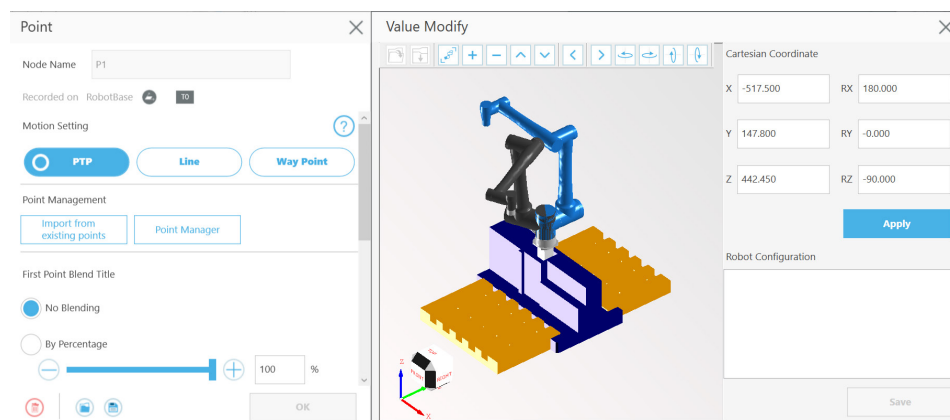 Point
Node Name P1
Recorded on RobotBase T0
Motion Setting ?
PTP Line Way Point
Point Management
Import from
existing points
Point Manager
First Point Blend Title
No Blending
By Percentage
100 %
OK
Value Modify
Cartesian Coordinate
X -517.500 RX 180.000
Y 147.800 RY -0.000
Z 442.450 RZ -90.000
Apply
Robot Configuration
Z
X
TOP
FRONT
Save